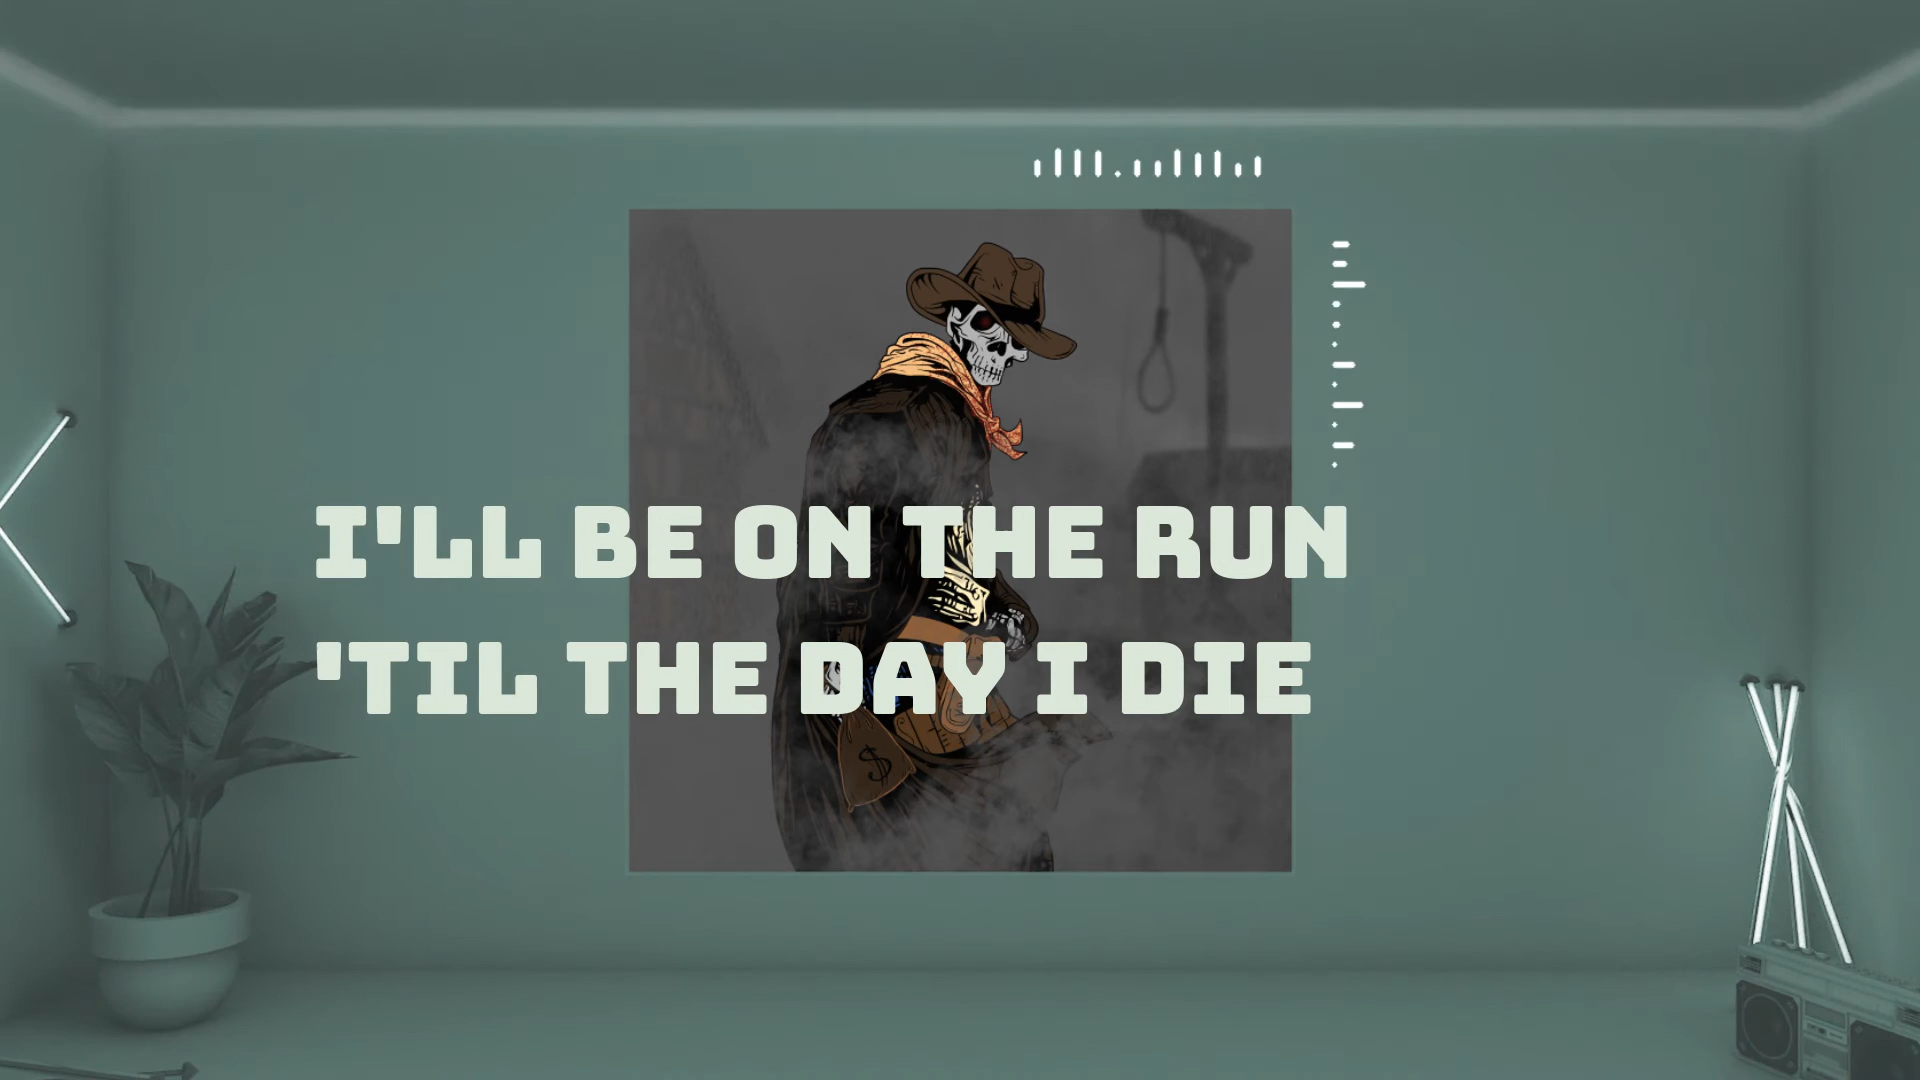 I'LL BE ON THE RUN
'TIL THE DAY I DIE
$